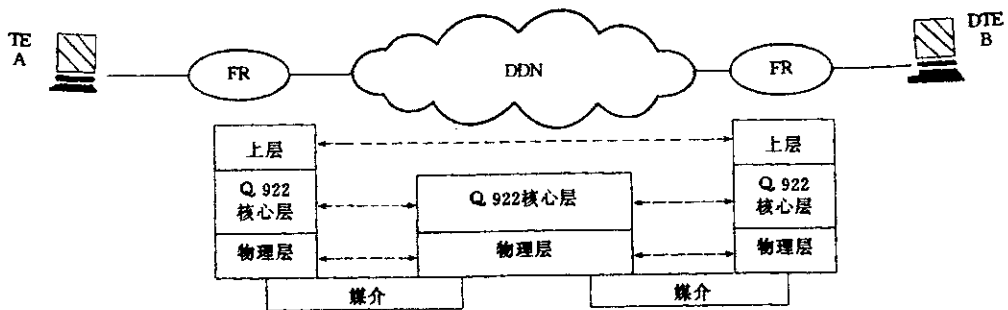 TE
A
FR
DDN
FR
DTE
B
上层
上层
Q.922
核心层
Q.922核心层
Q.922
核心层
物理层
物理层
物理层
媒介
媒介